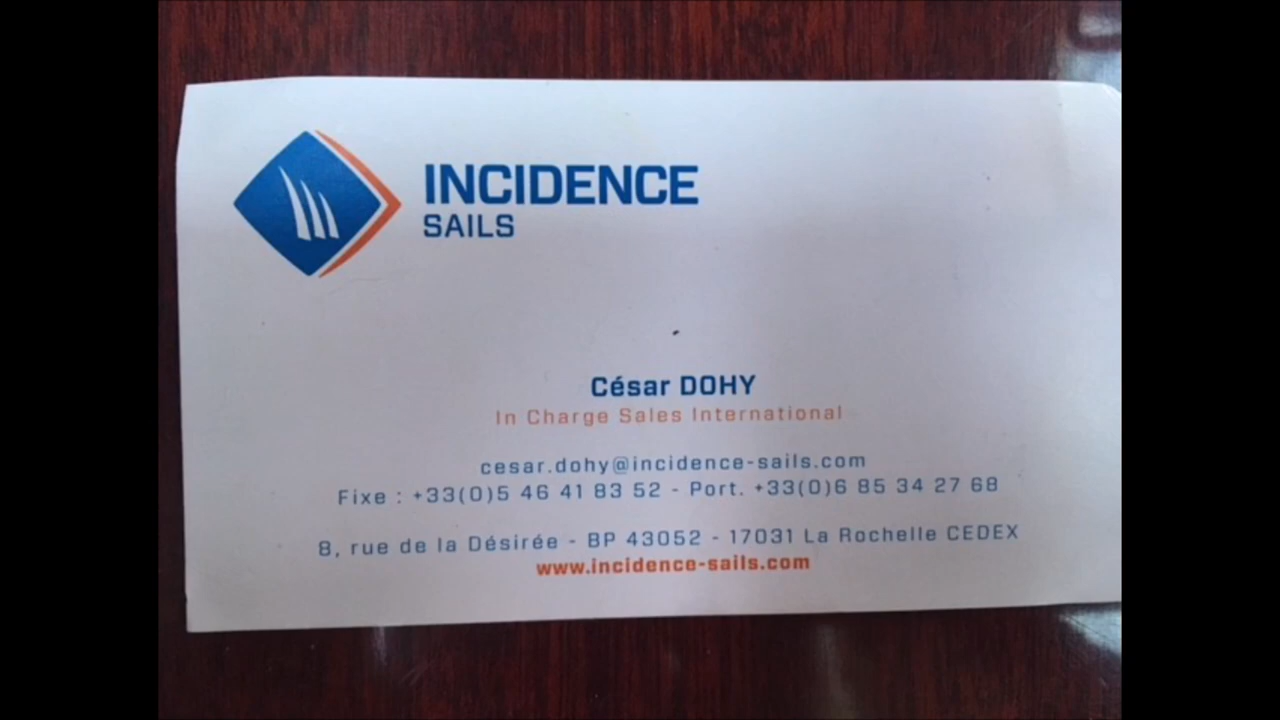 INCIDENCE
SAILS
César DOHY
In Charge Sales International
cesar.dohy@incidence-sails.com
Fixe : +33(0)5 46 41 83 52 - Port. +33(0)6 85 34 27 68
8, rue de la Désirée - BP 43052 - 17031 La Rochelle CEDEX
www.incidence-sails.com